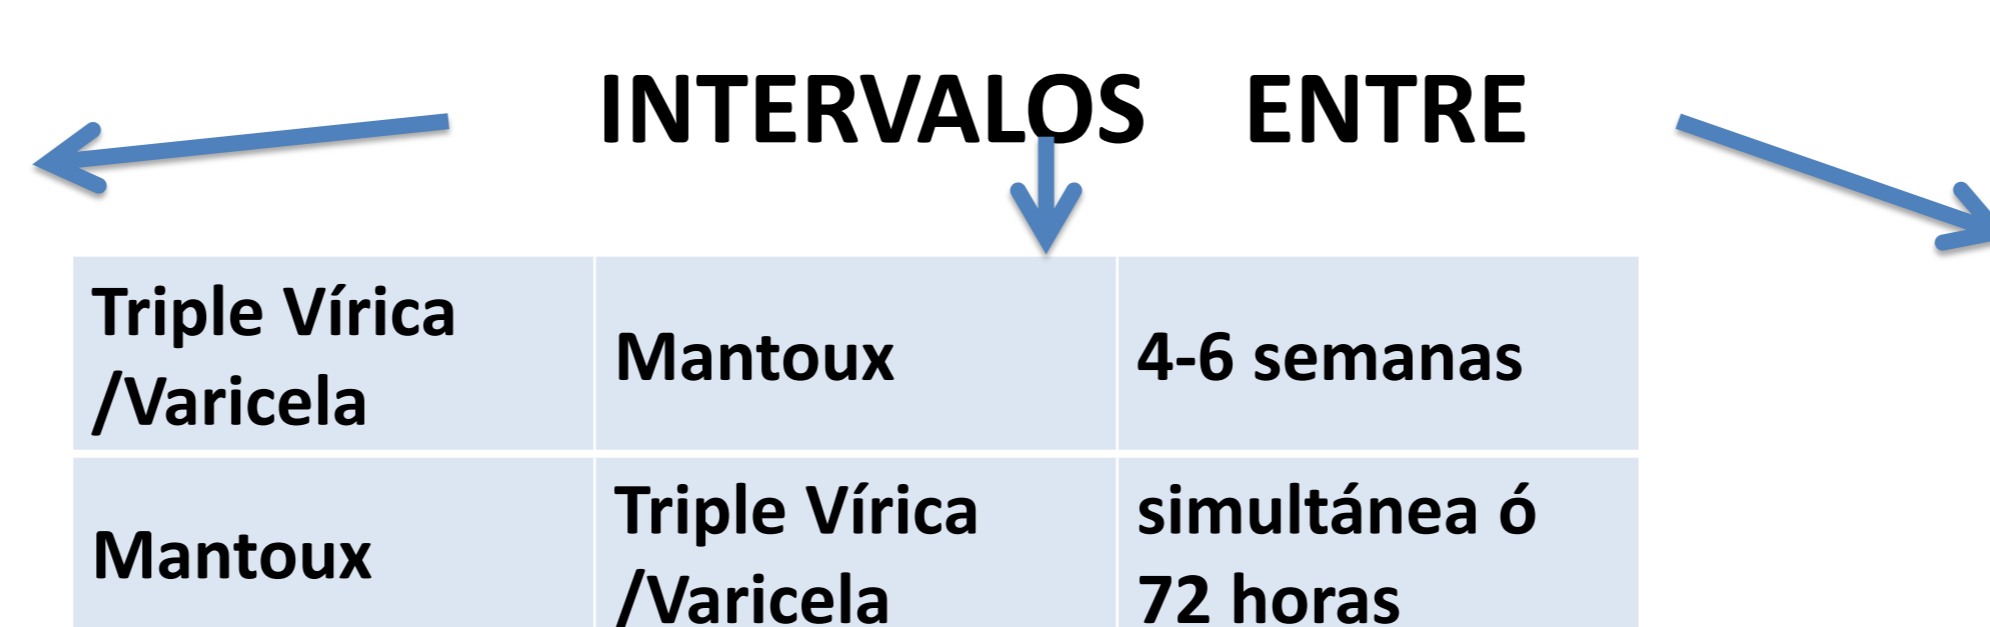 INTERVALOS ENTRE
Triple Vírica
/Varicela
Mantoux
4-6 semanas
Mantoux
Triple Vírica
/Varicela
simultánea ó
72 horas